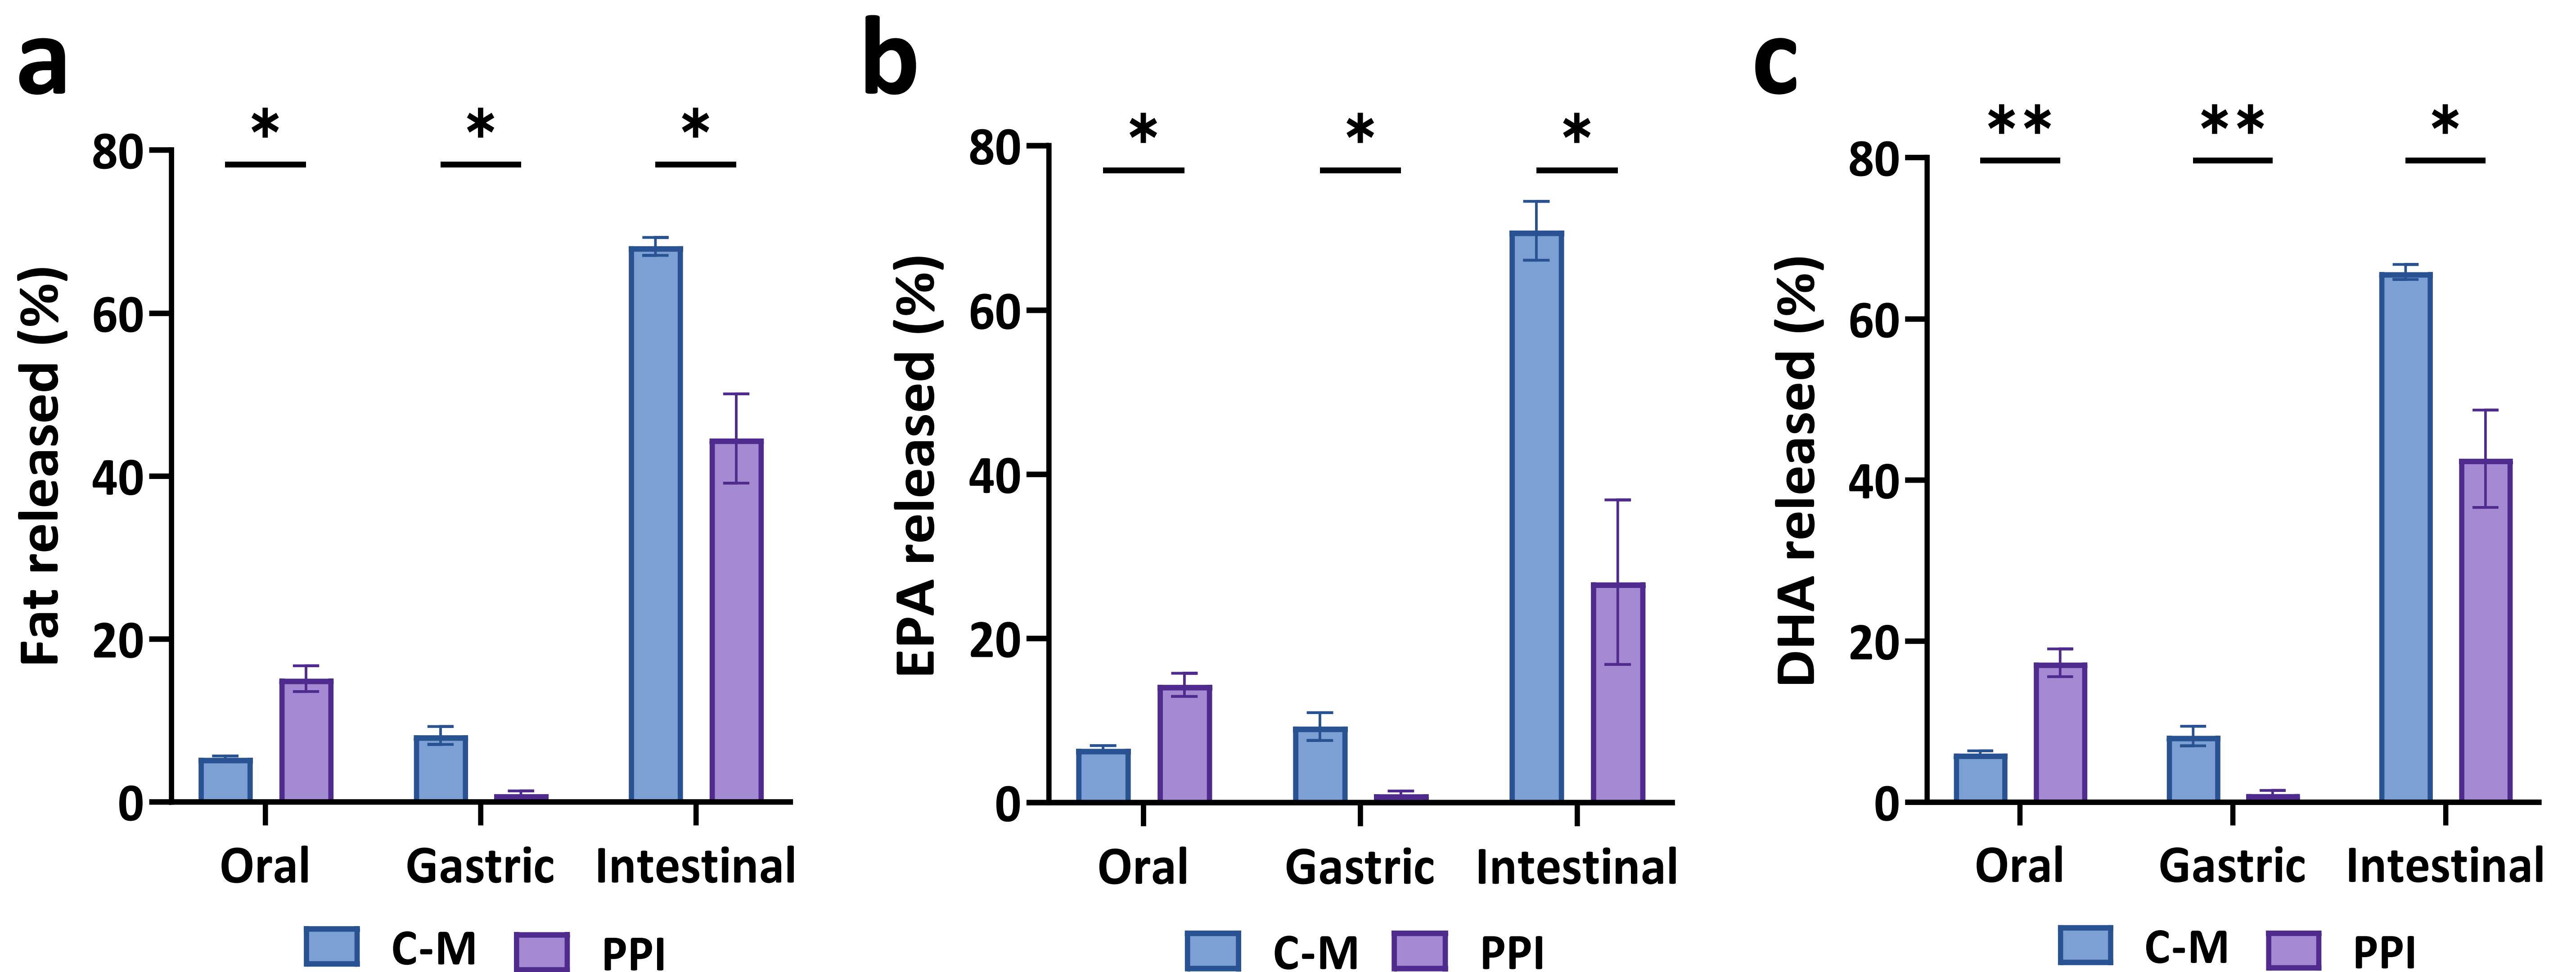 a
* * *
80
60
40
20
0
Fat released (%)
Oral Gastric Intestinal
C-M PPI
b
* * *
80
60
40
20
0
EPA released (%)
Oral Gastric Intestinal
C-M PPI
c
** ** *
80
60
40
20
0
DHA released (%)
Oral Gastric Intestinal
C-M PPI